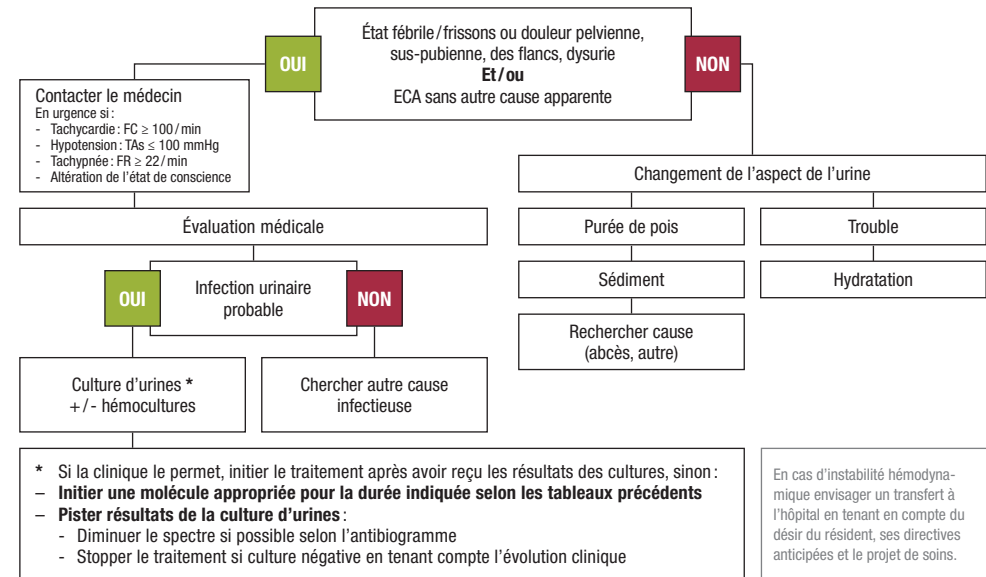 État fébrile/frissons ou douleur pelvienne,
sus-pubienne, des flancs, dysurie
Et/ou
ECA sans autre cause apparente
OUI
NON
Contacter le médecin
En urgence si :
- Tachycardie : FC ≥ 100/min
- Hypotension : TAs ≤ 100 mmHg
- Tachypnée : FR ≥ 22/min
- Altération de l’état de conscience
Changement de l’aspect de l’urine
Évaluation médicale
Purée de pois
Trouble
OUI
Infection urinaire
probable
NON
Sédiment
Hydratation
Rechercher cause
(abcès, autre)
Culture d’urines *
+/- hémocultures
Chercher autre cause
infectieuse
* Si la clinique le permet, initier le traitement après avoir reçu les résultats des cultures, sinon :
– Initier une molécule appropriée pour la durée indiquée selon les tableaux précédents
– Pister résultats de la culture d’urines :
- Diminuer le spectre si possible selon l’antibiogramme
- Stopper le traitement si culture négative en tenant compte l’évolution clinique
En cas d’instabilité hémodyna-
mique envisager un transfert à
l’hôpital en tenant en compte du
désir du résident, ses directives
anticipées et le projet de soins.